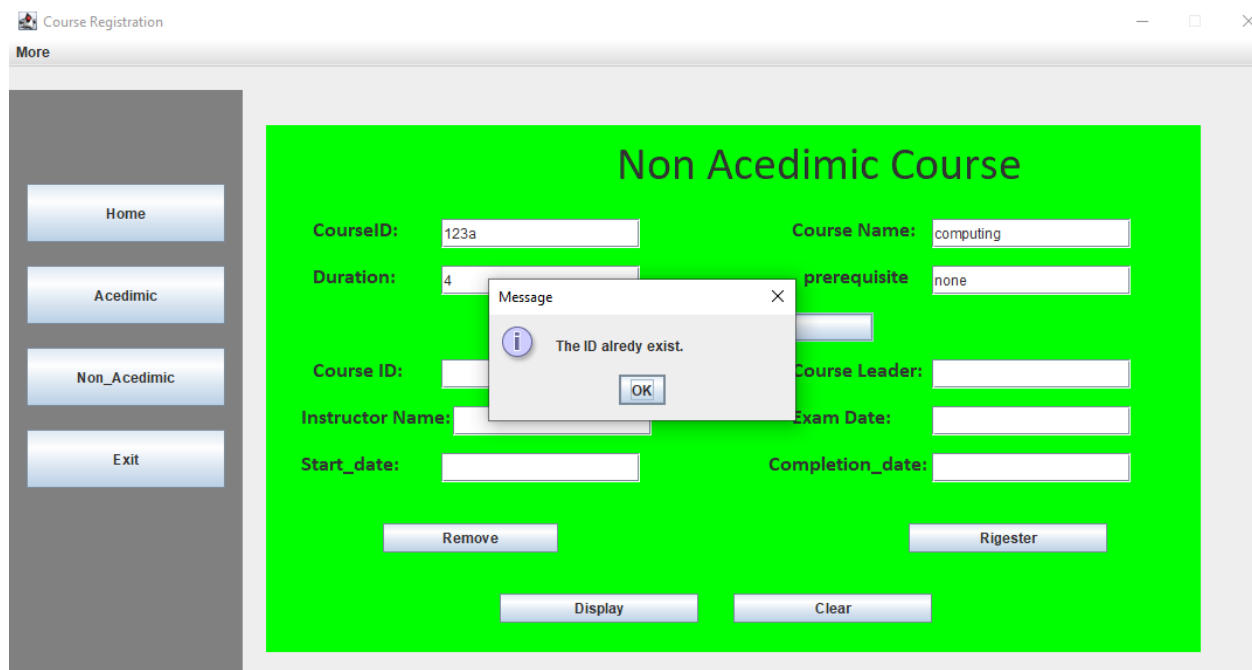 Course Registration
More
Non Acedimic Course
Home
CourseID: 123a Course Name: computing
Duration: 4 prerequisite none
Acedimic
Message
The ID alredy exist.
OK
Non_Acedimic
Course ID: Course Leader:
Instructor Name: Exam Date:
Exit
Start_date: Completion_date:
Remove Rigester
Display Clear